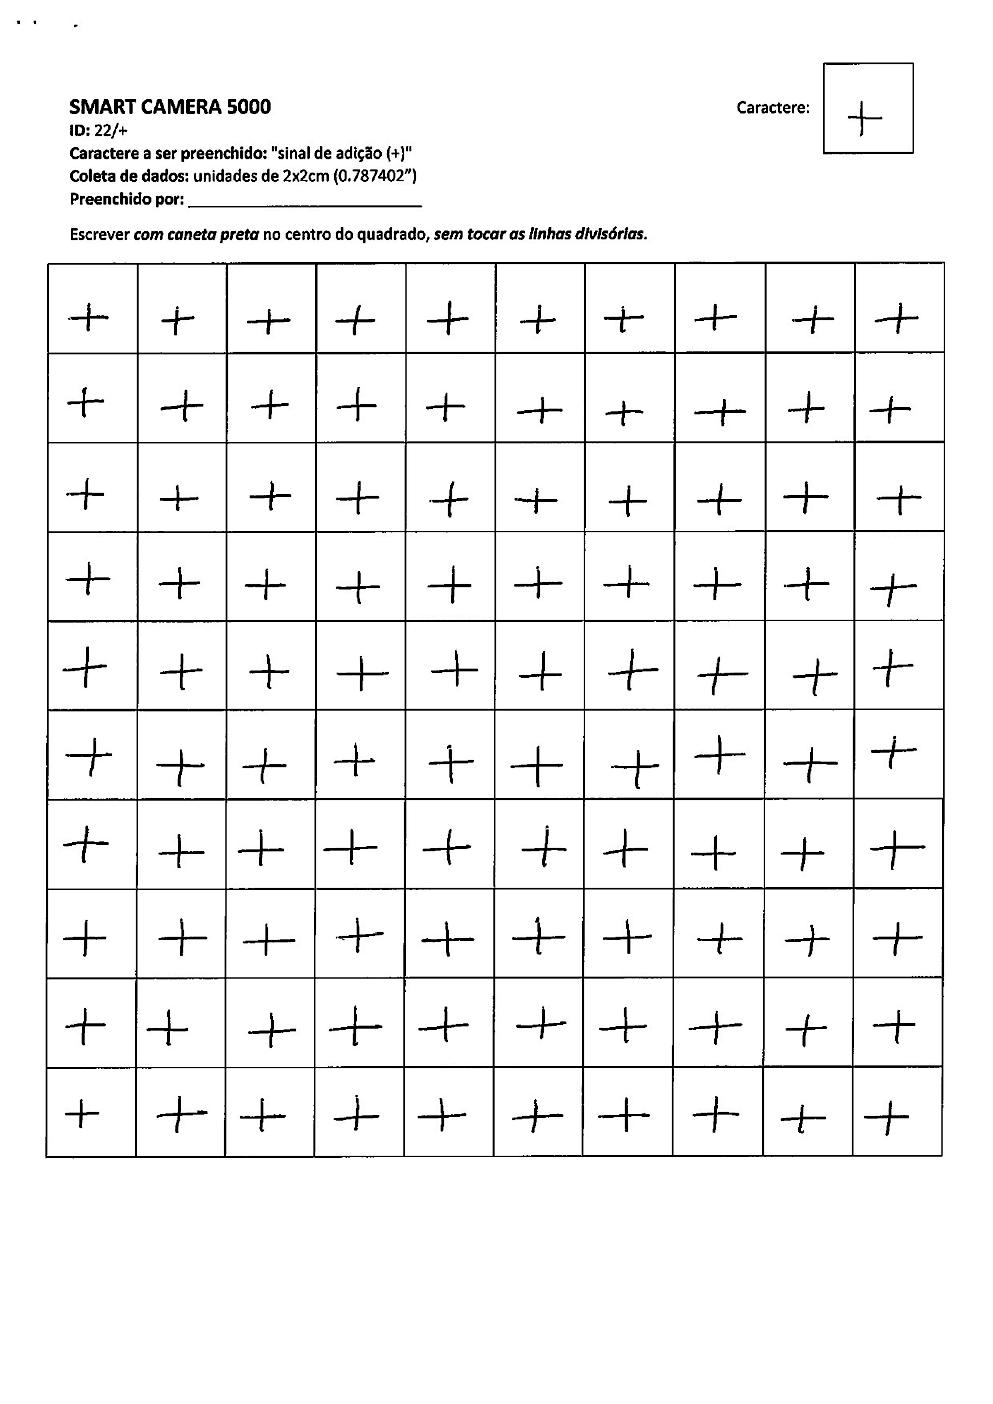 SMART CAMERA 5000
ID: 22/+
Caractere a ser preenchido: "sinal de adição (+)"
Coleta de dados: unidades de 2x2cm (0.787402”)
Preenchido por: __________________________
Caractere: +
Escrever com caneta preta no centro do quadrado, sem tocar as linhas divisórias.
+ + + + + + + + + +
+ + + + + + + + + +
+ + + + + + + + + +
+ + + + + + + + + +
+ + + + + + + + + +
+ + + + + + + + + +
+ + + + + + + + + +
+ + + + + + + + + +
+ + + + + + + + + +
+ + + + + + + + + +